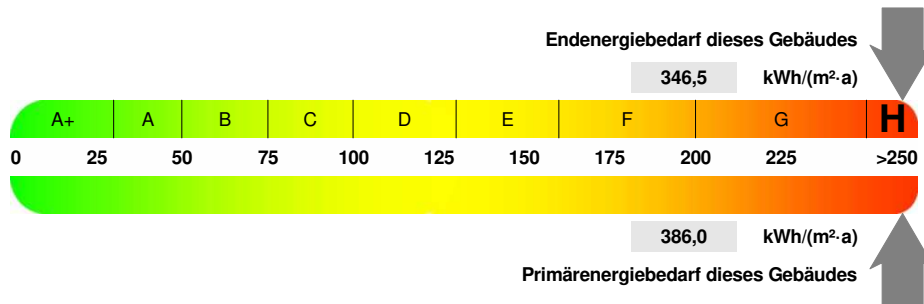 Endenergiebedarf dieses Gebäudes
346,5 kWh/(m²·a)
A+ A B C D E F G H
0 25 50 75 100 125 150 175 200 225 >250
386,0 kWh/(m²·a)
Primärenergiebedarf dieses Gebäudes